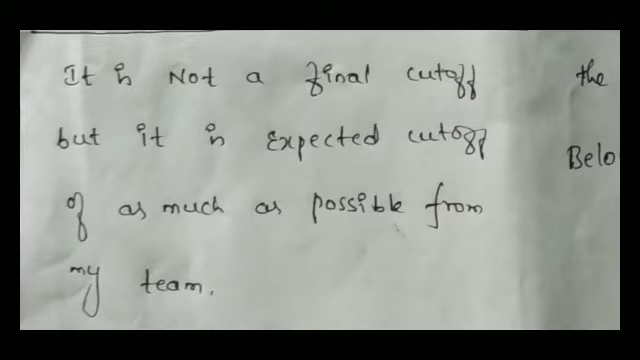 It is Not a final cutoff
but it is Expected cutoff
of as much as possible from
my team.
the
Belo